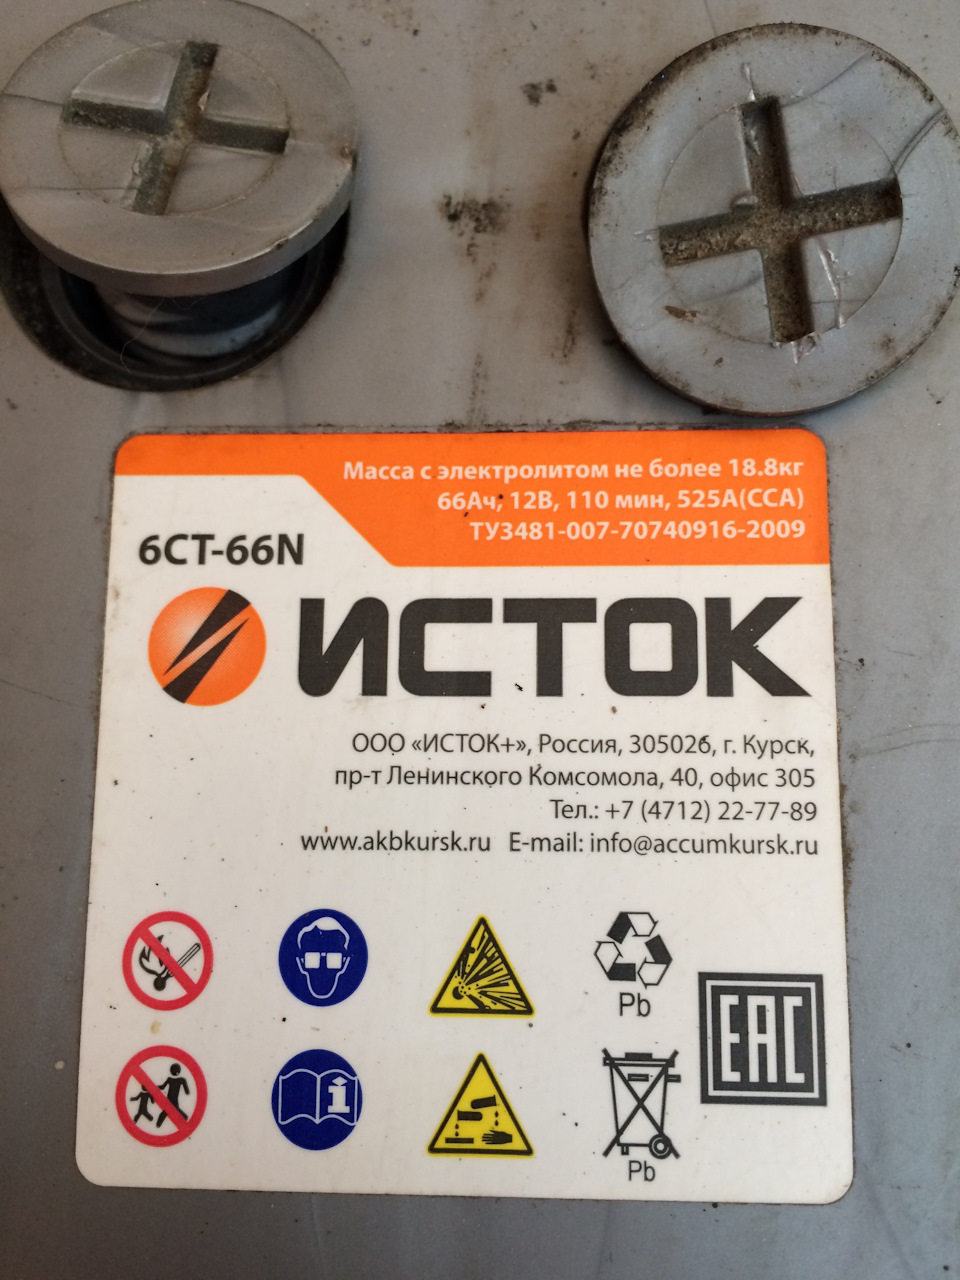 Масса с электролитом не более 18.8кг
66Ач, 12В, 110 мин, 525А(ССА)
ТУ3481-007-70740916-2009
6СТ-66N
ИСТОК
ООО «ИСТОК+», Россия, 305026, г. Курск,
пр-т Ленинского Комсомола, 40, офис 305
Тел.: +7 (4712) 22-77-89
www.akbkursk.ru E-mail: info@accumkursk.ru
Pb
EAC
i
Pb